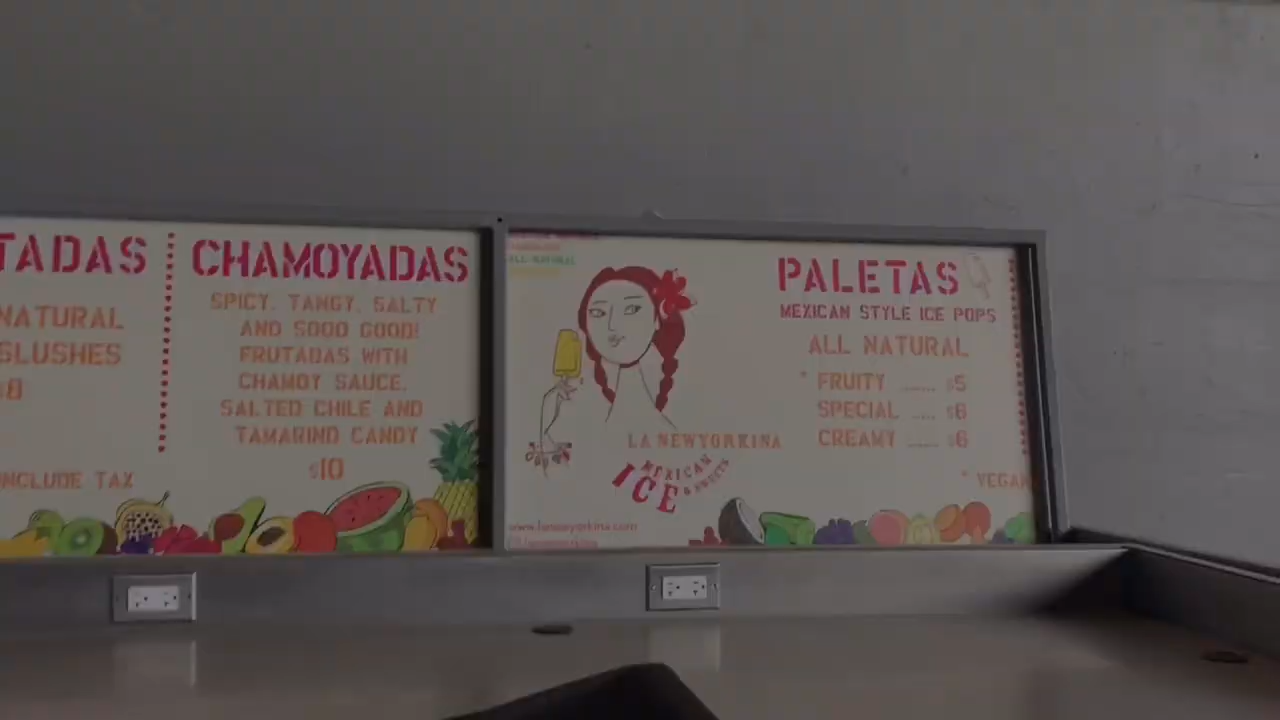 TADAS
NATURAL
SLUSHES
$8
INCLUDE TAX
CHAMOYADAS
SPICY, TANGY, SALTY
AND SOOO GOOD!
FRUTADAS WITH
CHAMOY SAUCE,
SALTED CHILE AND
TAMARIND CANDY
$10
ALL NATURAL
LA NEWYORKINA
MEXICAN
ICE
& SWEETS
www.lanewyorkina.com
PALETAS
MEXICAN STYLE ICE POPS
ALL NATURAL
* FRUITY ...... $5
SPECIAL .... $6
CREAMY ..... $6
* VEGAN